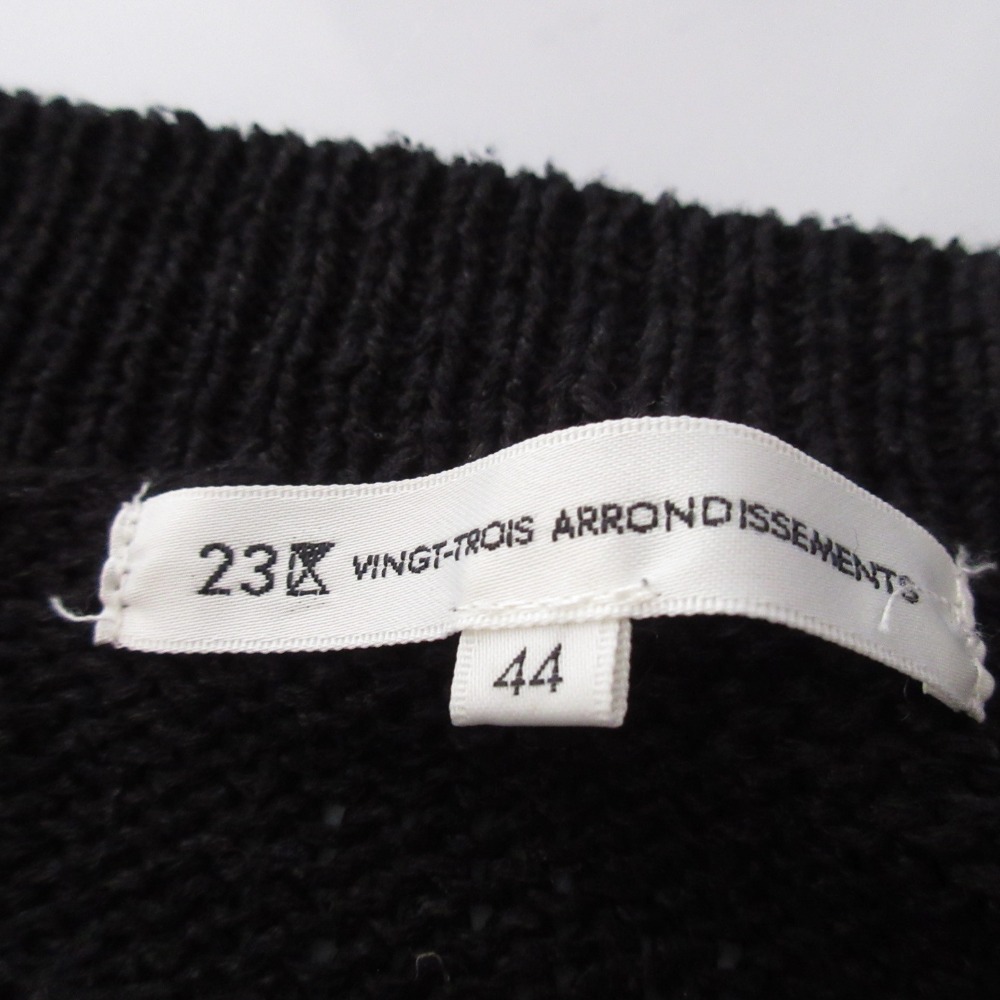 23区 VINGT-TROIS ARRONDISSEMENTS
44